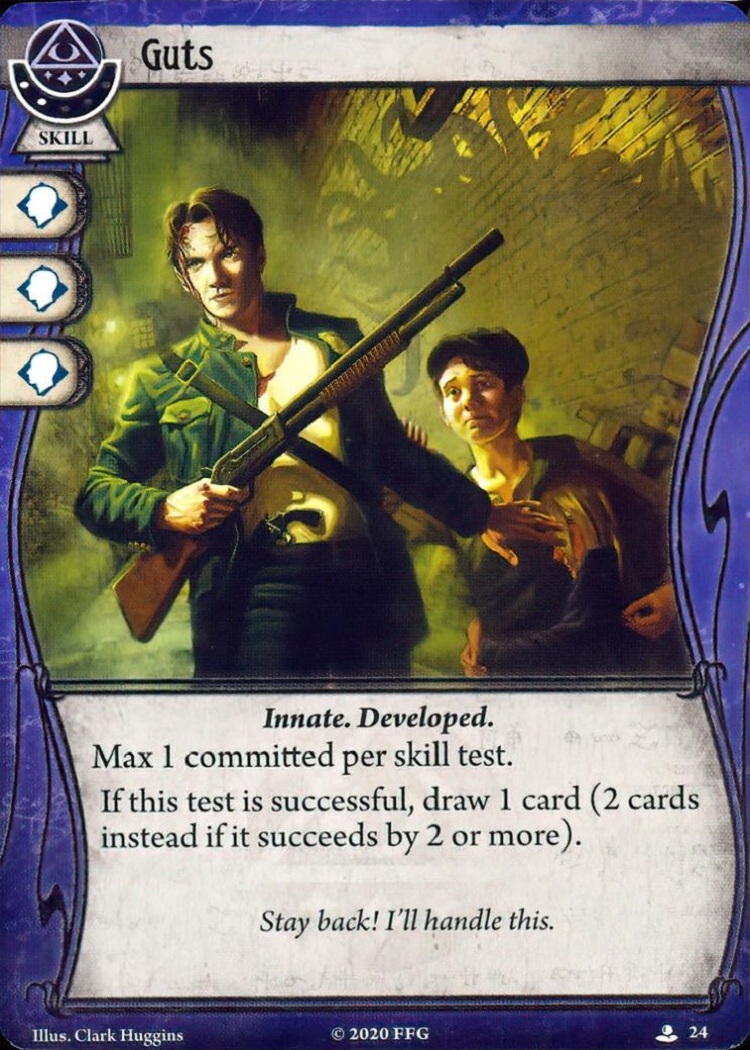 Guts
SKILL
Innate. Developed.
Max 1 committed per skill test.
If this test is successful, draw 1 card (2 cards
instead if it succeeds by 2 or more).
Stay back! I'll handle this.
Illus. Clark Huggins
© 2020 FFG
24